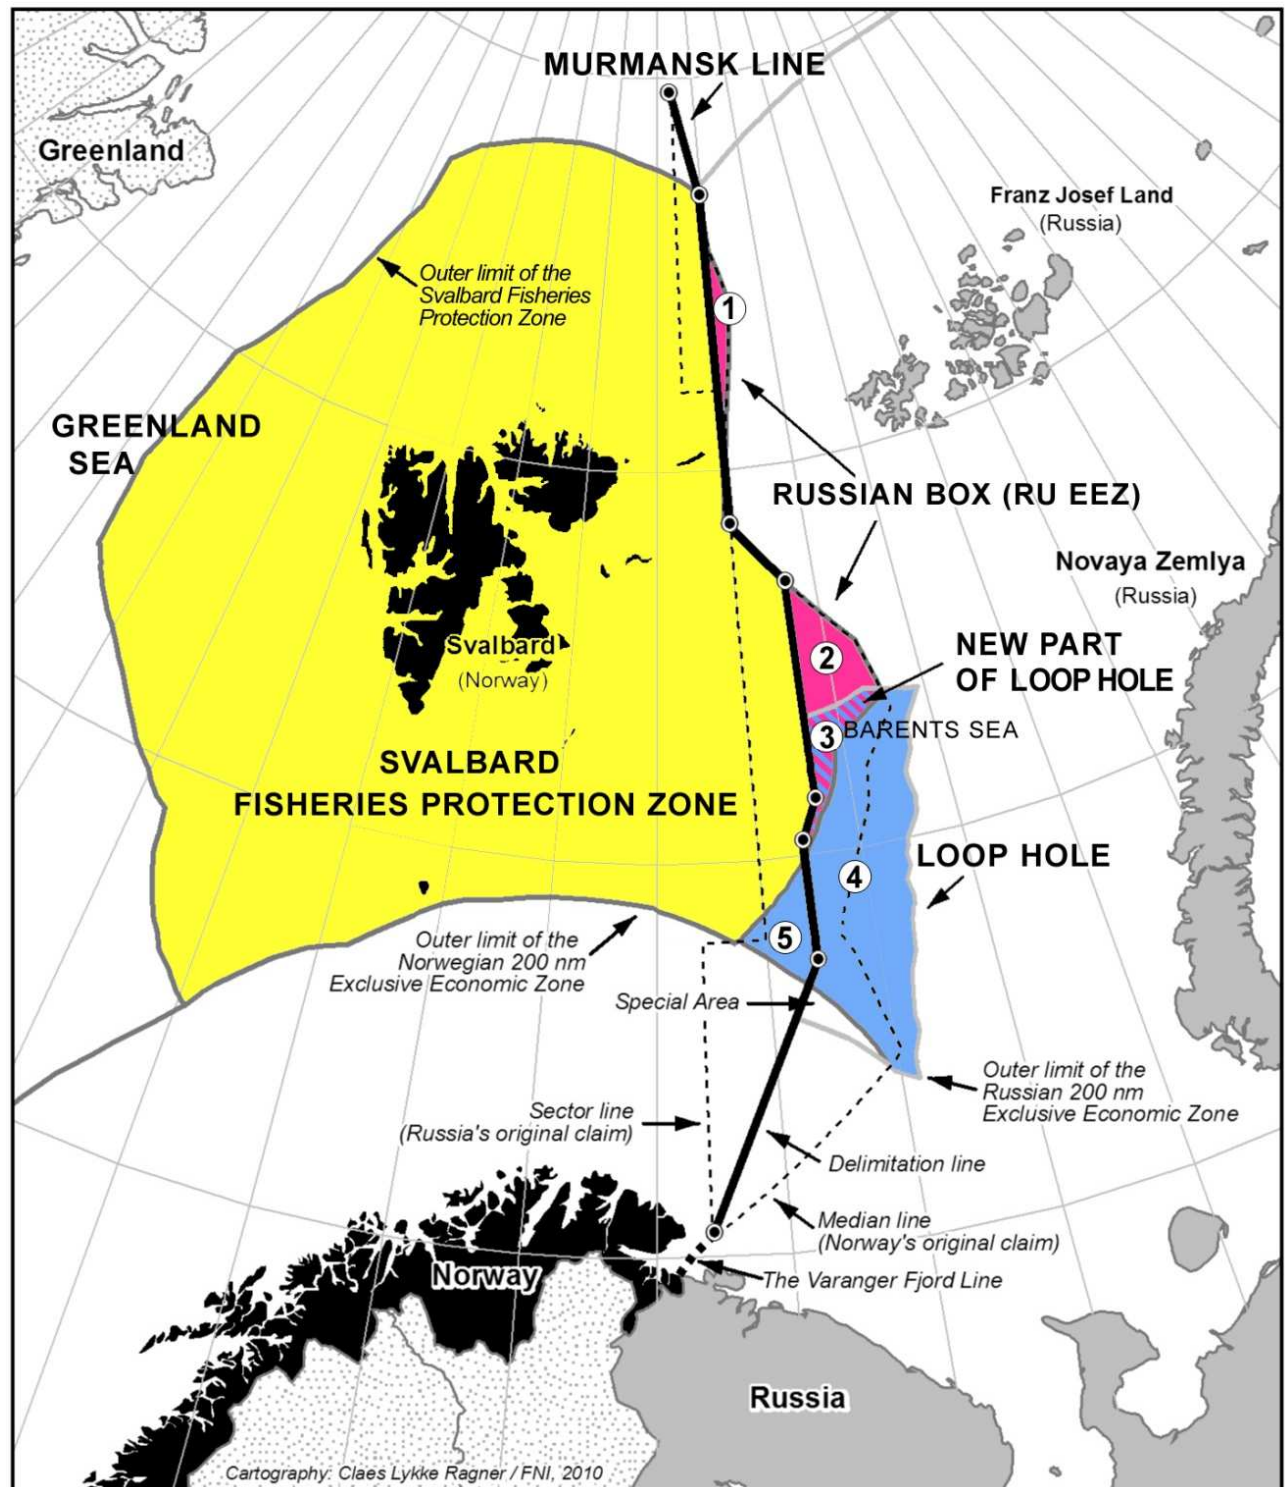 MURMANSK LINE
Greenland
Franz Josef Land
(Russia)
Outer limit of the
Svalbard Fisheries
Protection Zone
1
GREENLAND
SEA
RUSSIAN BOX (RU EEZ)
Novaya Zemlya
(Russia)
Svalbard
(Norway)
2
NEW PART
OF LOOP HOLE
3
BARENTS SEA
SVALBARD
FISHERIES PROTECTION ZONE
LOOP HOLE
4
5
Outer limit of the
Norwegian 200 nm
Exclusive Economic Zone
Special Area
Outer limit of the
Russian 200 nm
Exclusive Economic Zone
Sector line
(Russia's original claim)
Delimitation line
Median line
(Norway's original claim)
The Varanger Fjord Line
Norway
Russia
Cartography: Claes Lykke Ragner / FNI, 2010